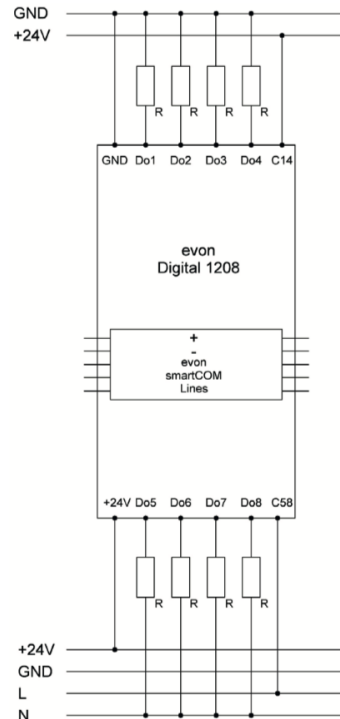 GND
+24V
R R R R
GND Do1 Do2 Do3 Do4 C14
evon
Digital 1208
+
-
evon
smartCOM
Lines
+24V Do5 Do6 Do7 Do8 C58
R R R R
+24V
GND
L
N